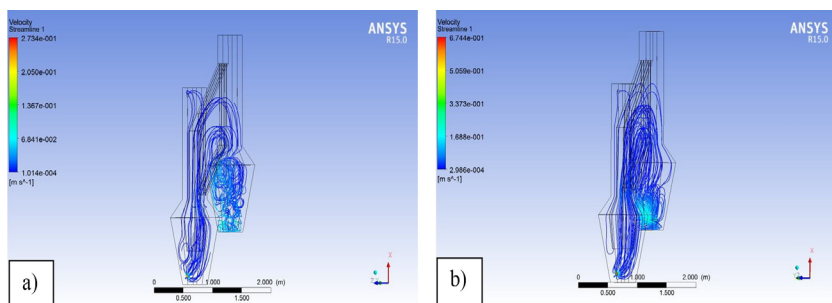 Velocity
Streamline 1
2.734e-001
2.050e-001
1.367e-001
6.841e-002
1.014e-004
[m s^-1]
ANSYS
R15.0
X
0 1.000 2.000 (m)
0.500 1.500
a)
Velocity
Streamline 1
6.744e-001
5.059e-001
3.373e-001
1.688e-001
2.986e-004
[m s^-1]
ANSYS
R15.0
X
0 1.000 2.000 (m)
0.500 1.500
b)